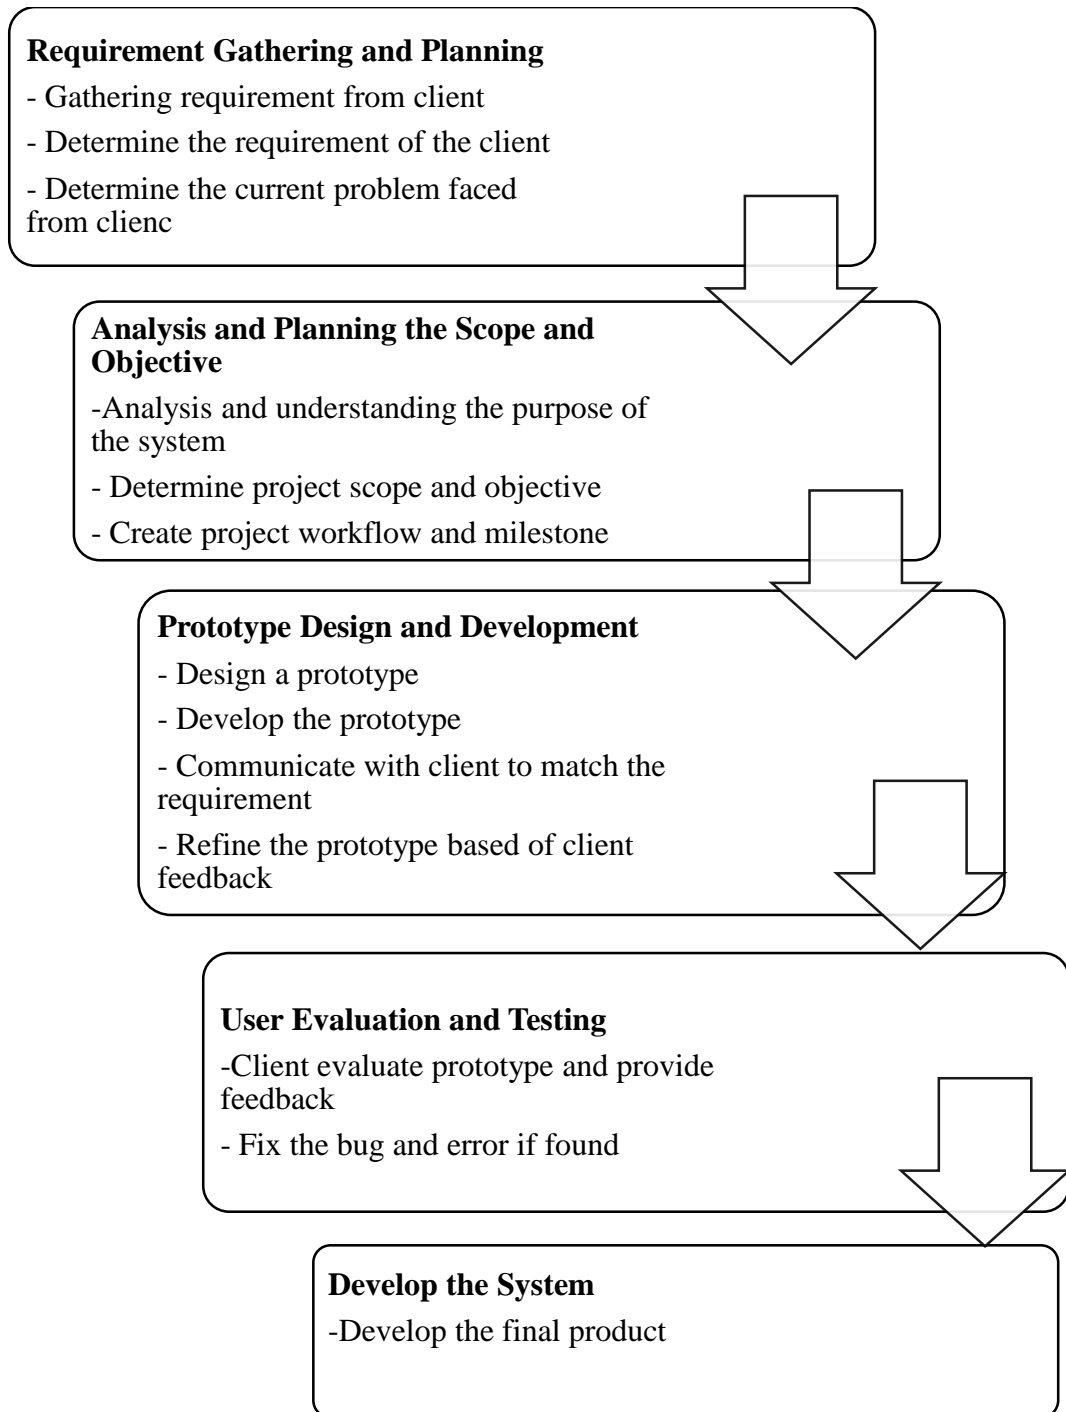 Requirement Gathering and Planning
- Gathering requirement from client
- Determine the requirement of the client
- Determine the current problem faced
from clienc
Analysis and Planning the Scope and
Objective
-Analysis and understanding the purpose of
the system
- Determine project scope and objective
- Create project workflow and milestone
Prototype Design and Development
- Design a prototype
- Develop the prototype
- Communicate with client to match the
requirement
- Refine the prototype based of client
feedback
User Evaluation and Testing
-Client evaluate prototype and provide
feedback
- Fix the bug and error if found
Develop the System
-Develop the final product